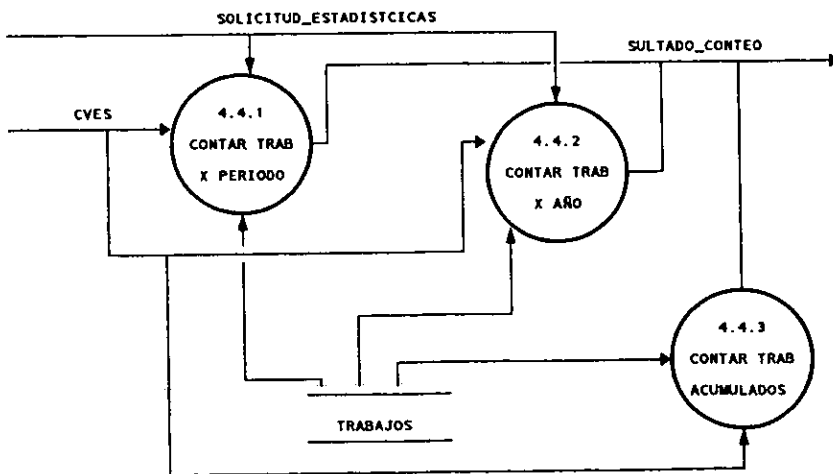 SOLICITUD_ESTADISTCICAS
SULTADO_CONTEO
CVES
4.4.1
CONTAR TRAB
X PERIODO
4.4.2
CONTAR TRAB
X AÑO
4.4.3
CONTAR TRAB
ACUMULADOS
TRABAJOS